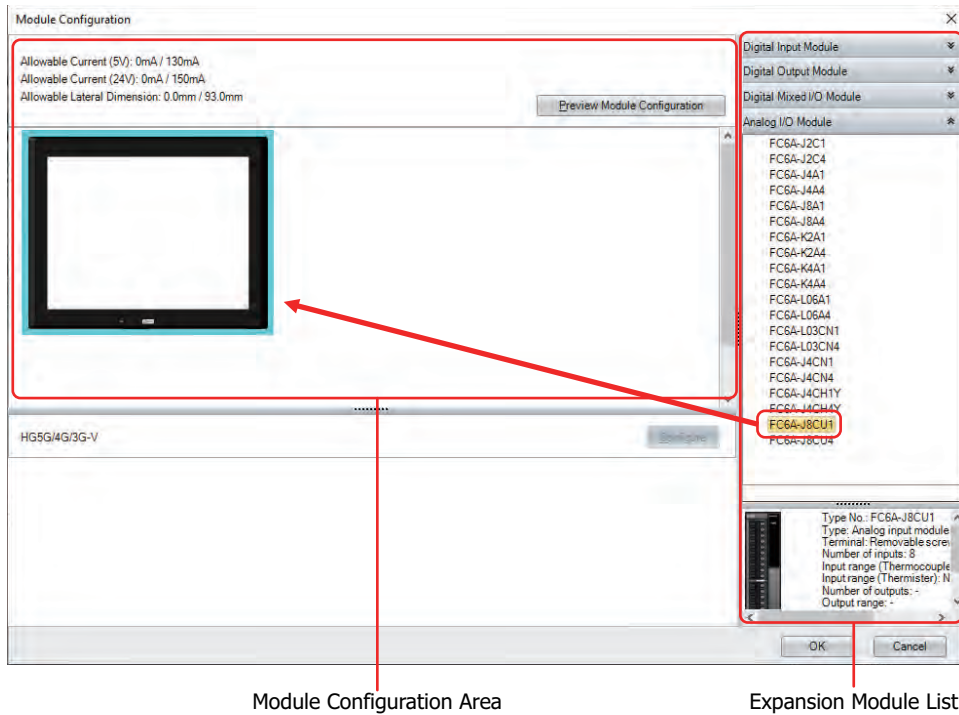 Module Configuration
Allowable Current (5V): 0mA / 130mA
Allowable Current (24V): 0mA / 150mA
Allowable Lateral Dimension: 0.0mm / 93.0mm
Preview Module Configuration
HG5G/4G/3G-V
Configure
Digital Input Module
Digital Output Module
Digital Mixed I/O Module
Analog I/O Module
FC6A-J2C1
FC6A-J2C4
FC6A-J4A1
FC6A-J4A4
FC6A-J8A1
FC6A-J8A4
FC6A-K2A1
FC6A-K2A4
FC6A-K4A1
FC6A-K4A4
FC6A-L06A1
FC6A-L06A4
FC6A-L03CN1
FC6A-L03CN4
FC6A-J4CN1
FC6A-J4CN4
FC6A-J4CH1Y
FC6A-J4CH4Y
FC6A-J8CU1
FC6A-J8CU4
Type No.: FC6A-J8CU1
Type: Analog input module
Terminal: Removable screw
Number of inputs: 8
Input range (Thermocouple
Input range (Thermister): N
Number of outputs: -
Output range: -
OK
Cancel
Module Configuration Area
Expansion Module List